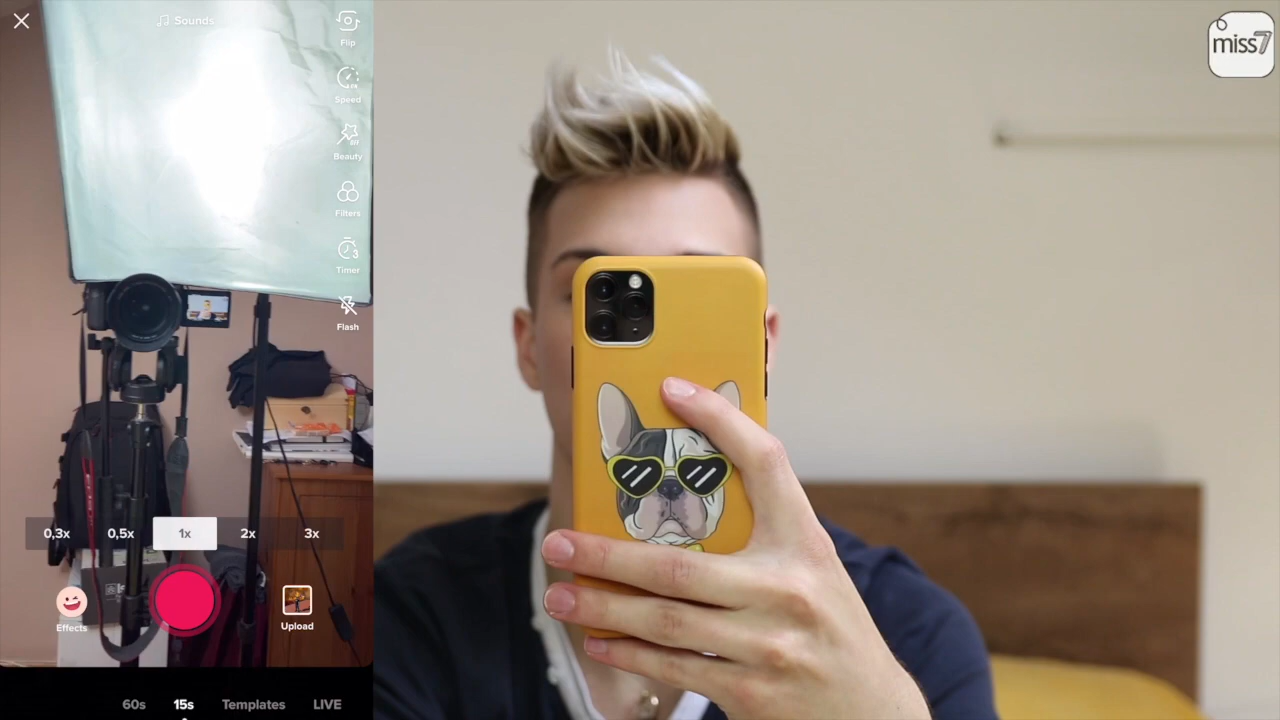 Sounds
Flip
Speed
Beauty
Filters
Timer
Flash
0,3x 0,5x 1x 2x 3x
Effects
Upload
60s 15s Templates LIVE
miss7